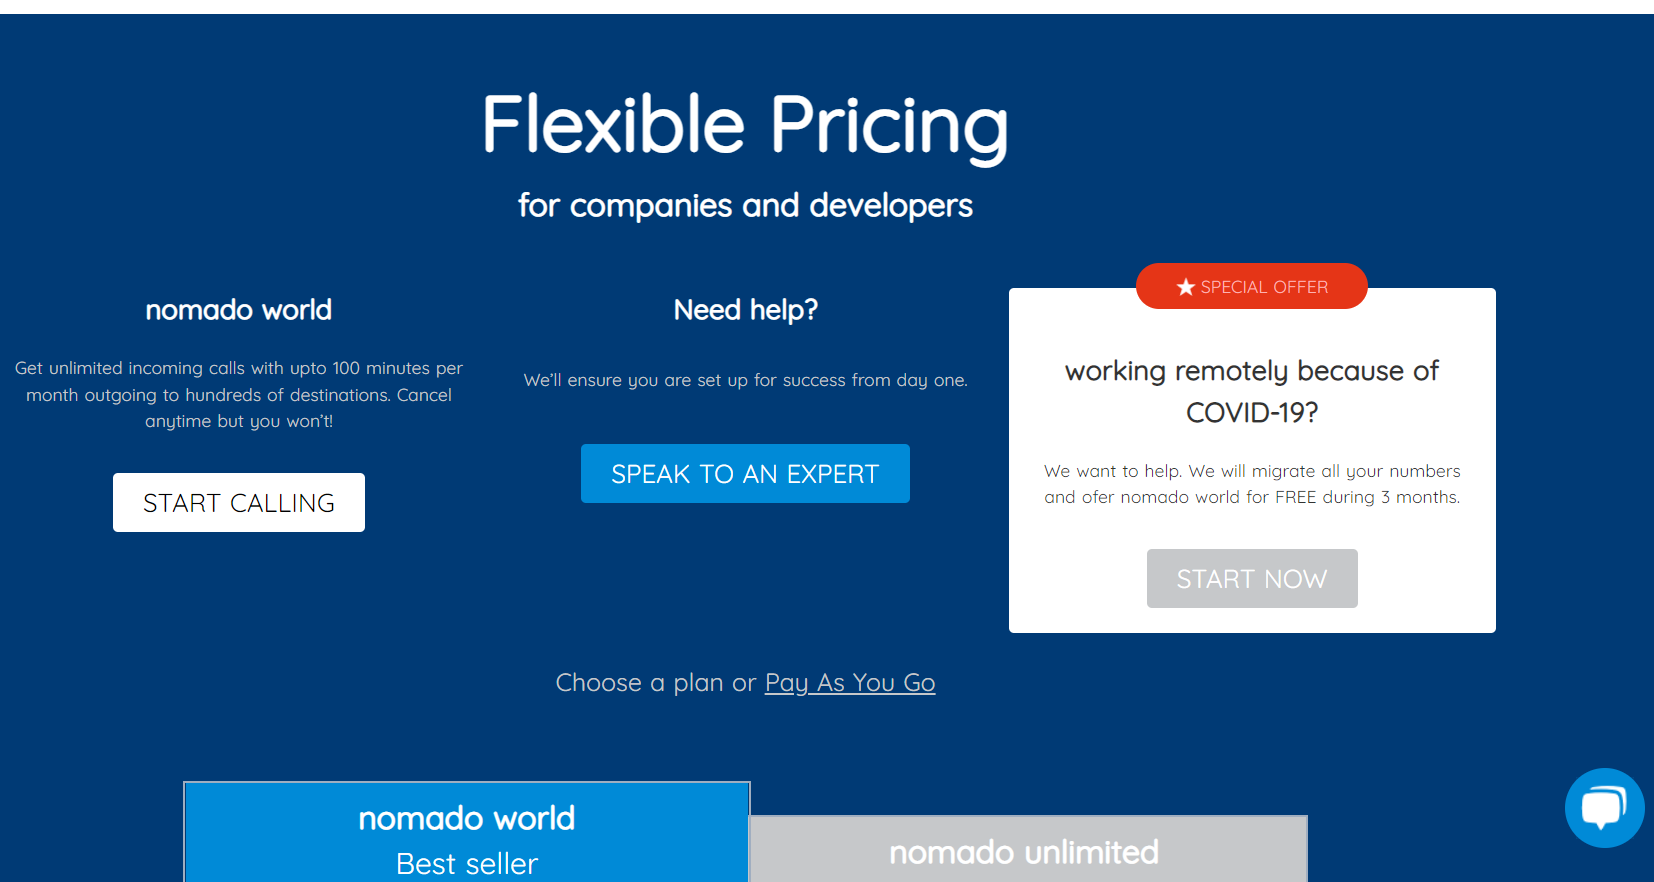 Flexible Pricing
for companies and developers
nomado world
Get unlimited incoming calls with upto 100 minutes per
month outgoing to hundreds of destinations. Cancel
anytime but you won't!
START CALLING
Need help?
We'll ensure you are set up for success from day one.
SPEAK TO AN EXPERT
SPECIAL OFFER
working remotely because of
COVID-19?
We want to help. We will migrate all your numbers
and ofer nomado world for FREE during 3 months.
START NOW
Choose a plan or Pay As You Go
nomado world
Best seller
nomado unlimited